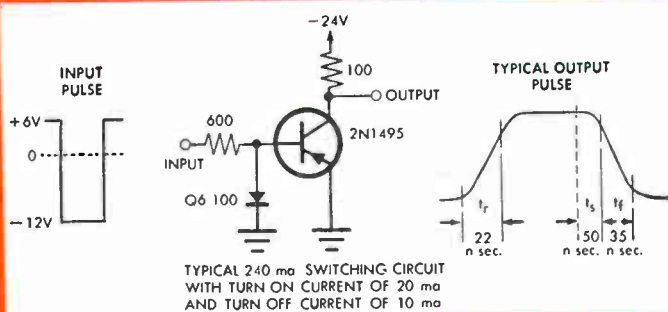 INPUT
PULSE
+6V
0
−12V
−24V
100
OUTPUT
600
2N1495
INPUT
Q6 100
TYPICAL 240 ma SWITCHING CIRCUIT
WITH TURN ON CURRENT OF 20 ma
AND TURN OFF CURRENT OF 10 ma
TYPICAL OUTPUT
PULSE
tr ts tf
22 50 35
n sec. n sec. n sec.